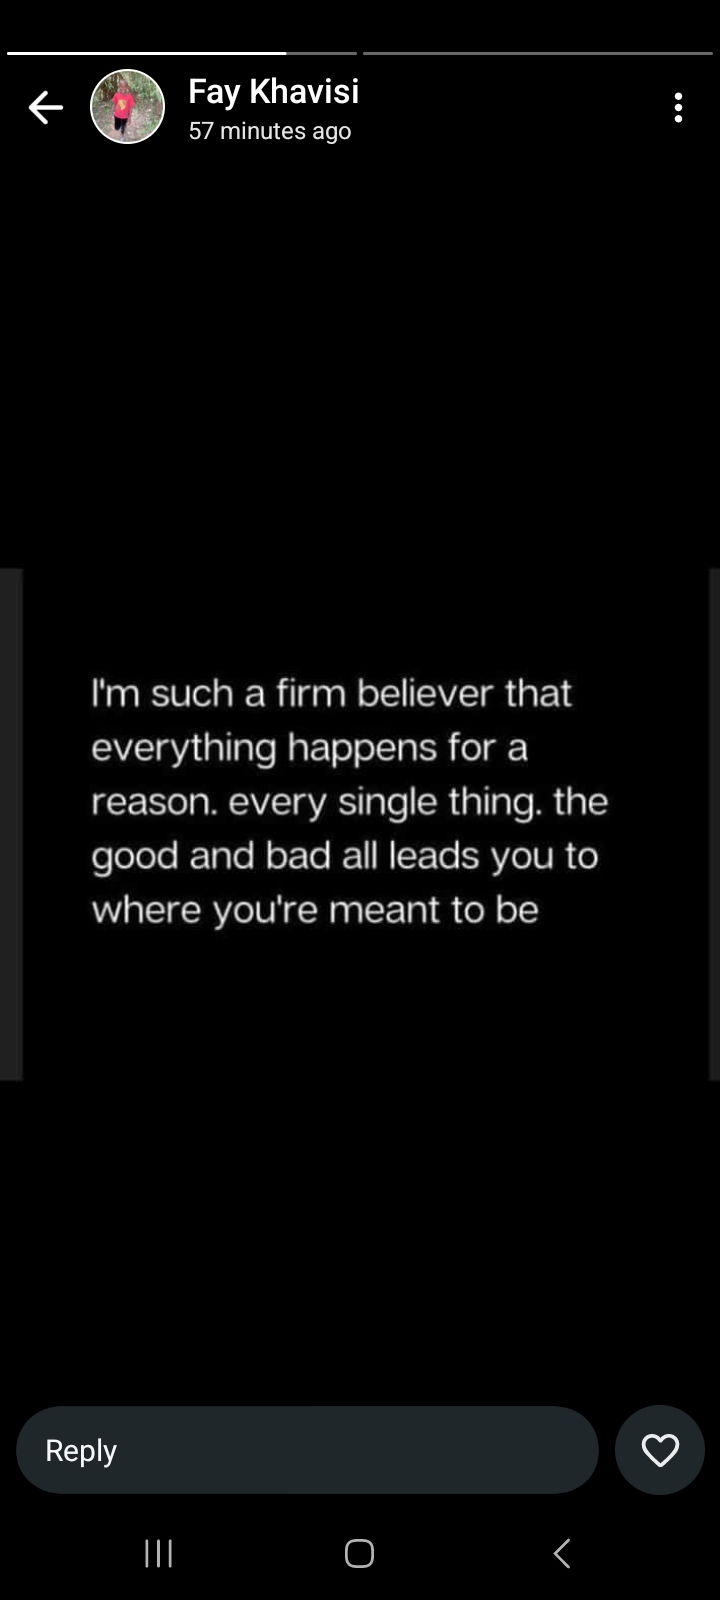 Fay Khavisi
57 minutes ago
I'm such a firm believer that
everything happens for a
reason. every single thing. the
good and bad all leads you to
where you're meant to be
Reply